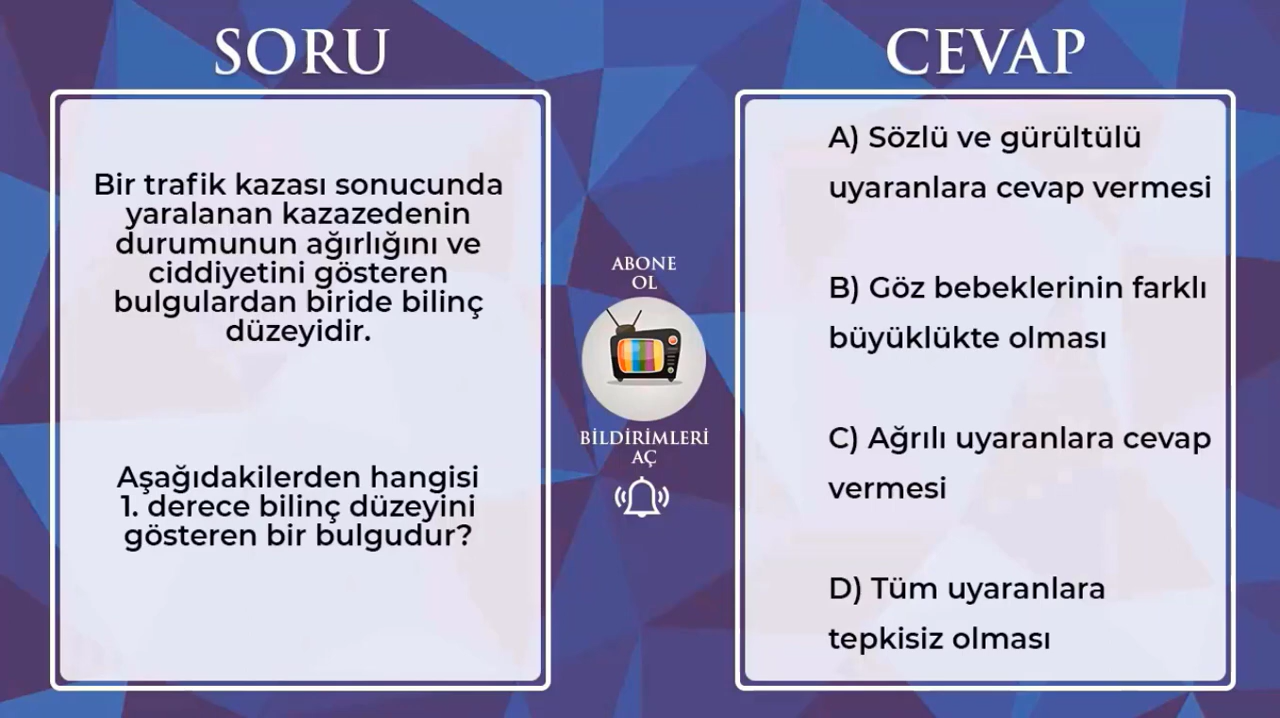 SORU
Bir trafik kazası sonucunda
yaralanan kazazedenin
durumunun ağırlığını ve
ciddiyetini gösteren
bulgulardan biride bilinç
düzeyidir.
Aşağıdakilerden hangisi
1. derece bilinç düzeyini
gösteren bir bulgudur?
ABONE
OL
BİLDİRİMLERİ
AÇ
CEVAP
A) Sözlü ve gürültülü
uyaranlara cevap vermesi
B) Göz bebeklerinin farklı
büyüklükte olması
C) Ağrılı uyaranlara cevap
vermesi
D) Tüm uyaranlara
tepkisiz olması